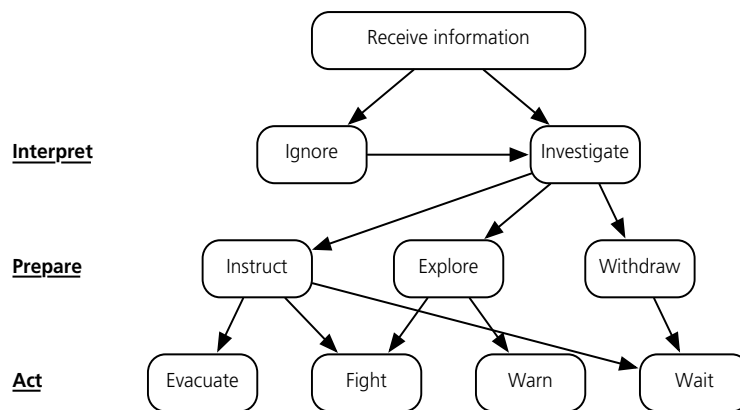 Receive information
Interpret
Ignore
Investigate
Prepare
Instruct
Explore
Withdraw
Act
Evacuate
Fight
Warn
Wait